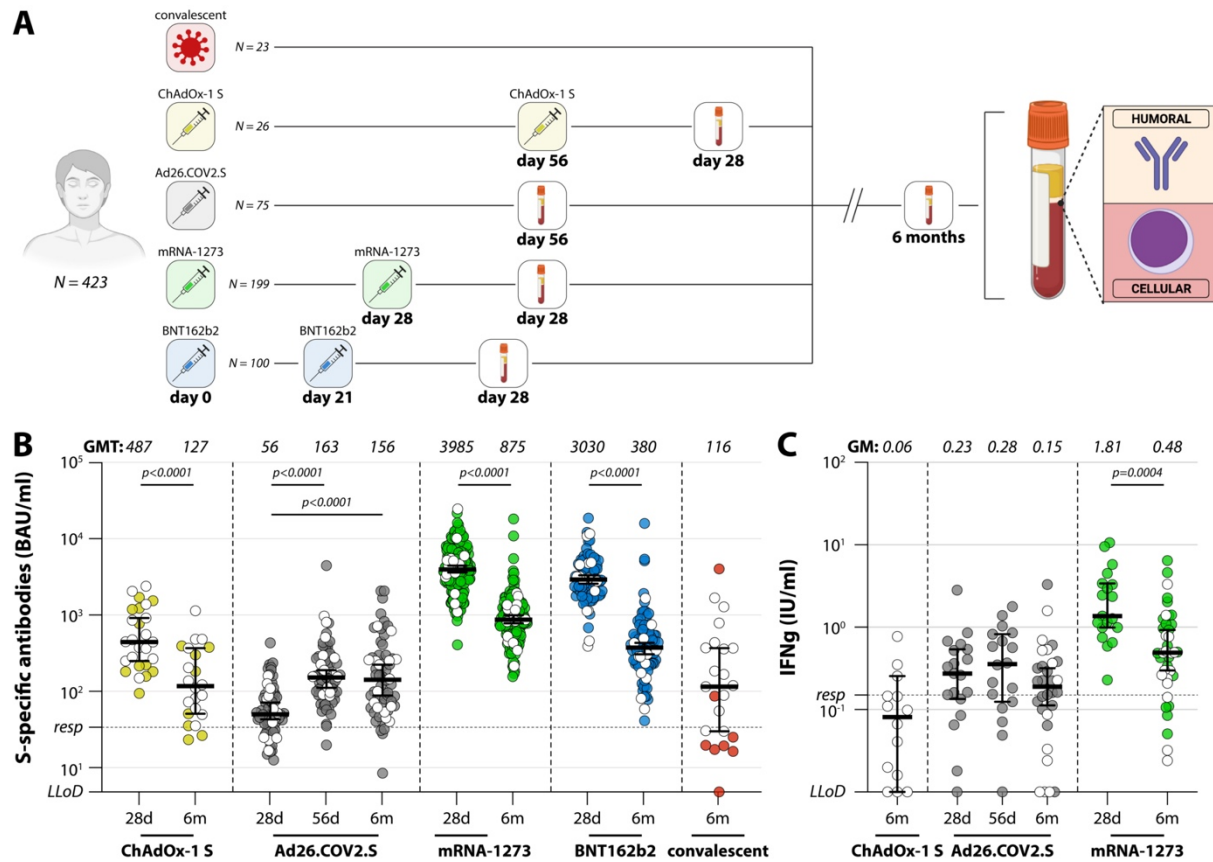 A
convalescent
N = 23
ChAdOx-1 S
ChAdOx-1 S
N = 26
day 56
day 28
Ad26.COV2.S
N = 75
day 56
6 months
HUMORAL
CELLULAR
N = 423
mRNA-1273
mRNA-1273
N = 199
day 28
day 28
BNT162b2
BNT162b2
N = 100
day 0
day 21
day 28
B
GMT: 487 127 56 163 156 3985 875 3030 380 116
S-specific antibodies (BAU/ml)
10^5
10^4
10^3
10^2
resp
10^1
LLoD
p<0.0001
p<0.0001
p<0.0001
p<0.0001
p<0.0001
28d 6m 28d 56d 6m 28d 6m 28d 6m 6m
ChAdOx-1 S Ad26.COV2.S mRNA-1273 BNT162b2 convalescent
C
GM: 0.06 0.23 0.28 0.15 1.81 0.48
IFNg (IU/ml)
10^2
10^1
10^0
resp
10^-1
LLoD
p=0.0004
6m 28d 56d 6m 28d 6m
ChAdOx-1 S Ad26.COV2.S mRNA-1273